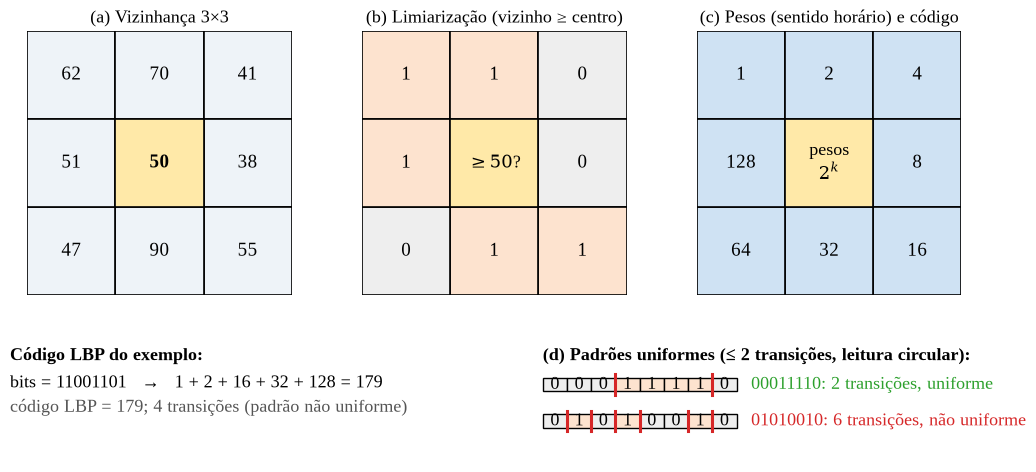 (a) Vizinhança 3×3
62 70 41
51 50 38
47 90 55
(b) Limiarização (vizinho ≥ centro)
1 1 0
1 ≥ 50? 0
0 1 1
(c) Pesos (sentido horário) e código
1 2 4
128 pesos 2^k 8
64 32 16
Código LBP do exemplo:
bits = 11001101 → 1 + 2 + 16 + 32 + 128 = 179
código LBP = 179; 4 transições (padrão não uniforme)
(d) Padrões uniformes (≤ 2 transições, leitura circular):
0 0 0 1 1 1 1 0 00011110: 2 transições, uniforme
0 1 0 1 0 0 1 0 01010010: 6 transições, não uniforme